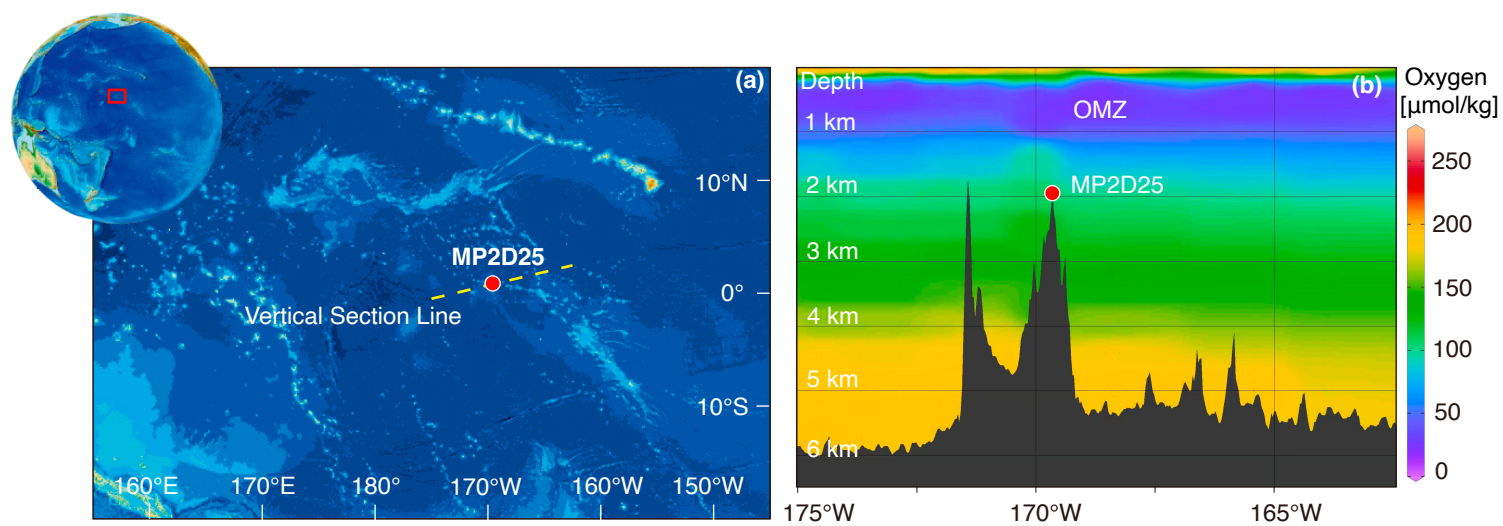 (a)
10°N
MP2D25
0°
Vertical Section Line
10°S
160°E
170°E
180°
170°W
160°W
150°W
Depth
(b)
OMZ
1 km
2 km
MP2D25
3 km
4 km
5 km
6 km
175°W
170°W
165°W
Oxygen
[µmol/kg]
250
200
150
100
50
0